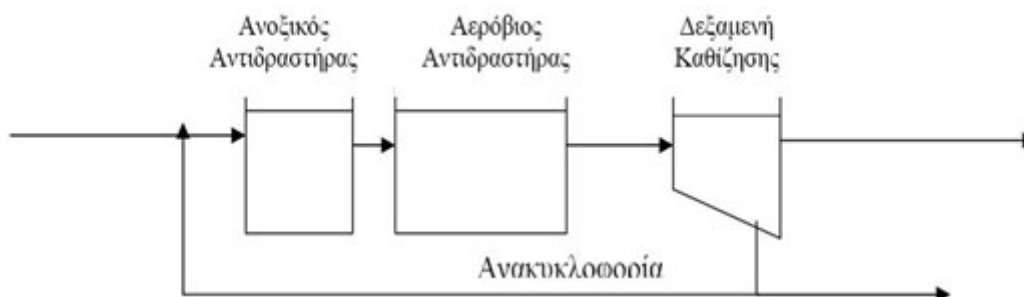 Ανοξικός
Αντιδραστήρας
Αερόβιος
Αντιδραστήρας
Δεξαμενή
Καθίζησης
Ανακυκλοφορία